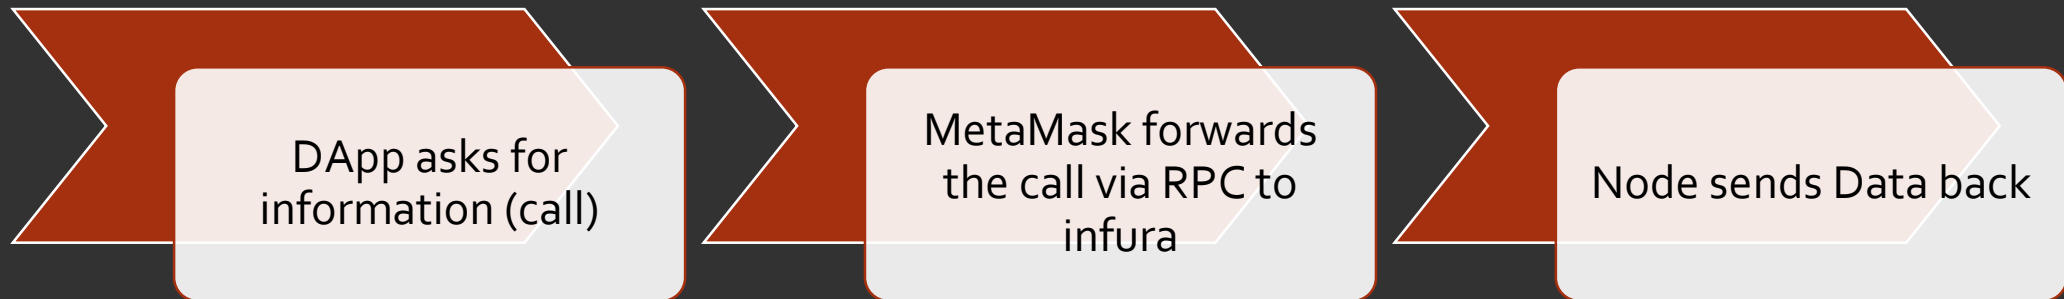 DApp asks for
information (call)
MetaMask forwards
the call via RPC to
infura
Node sends Data back